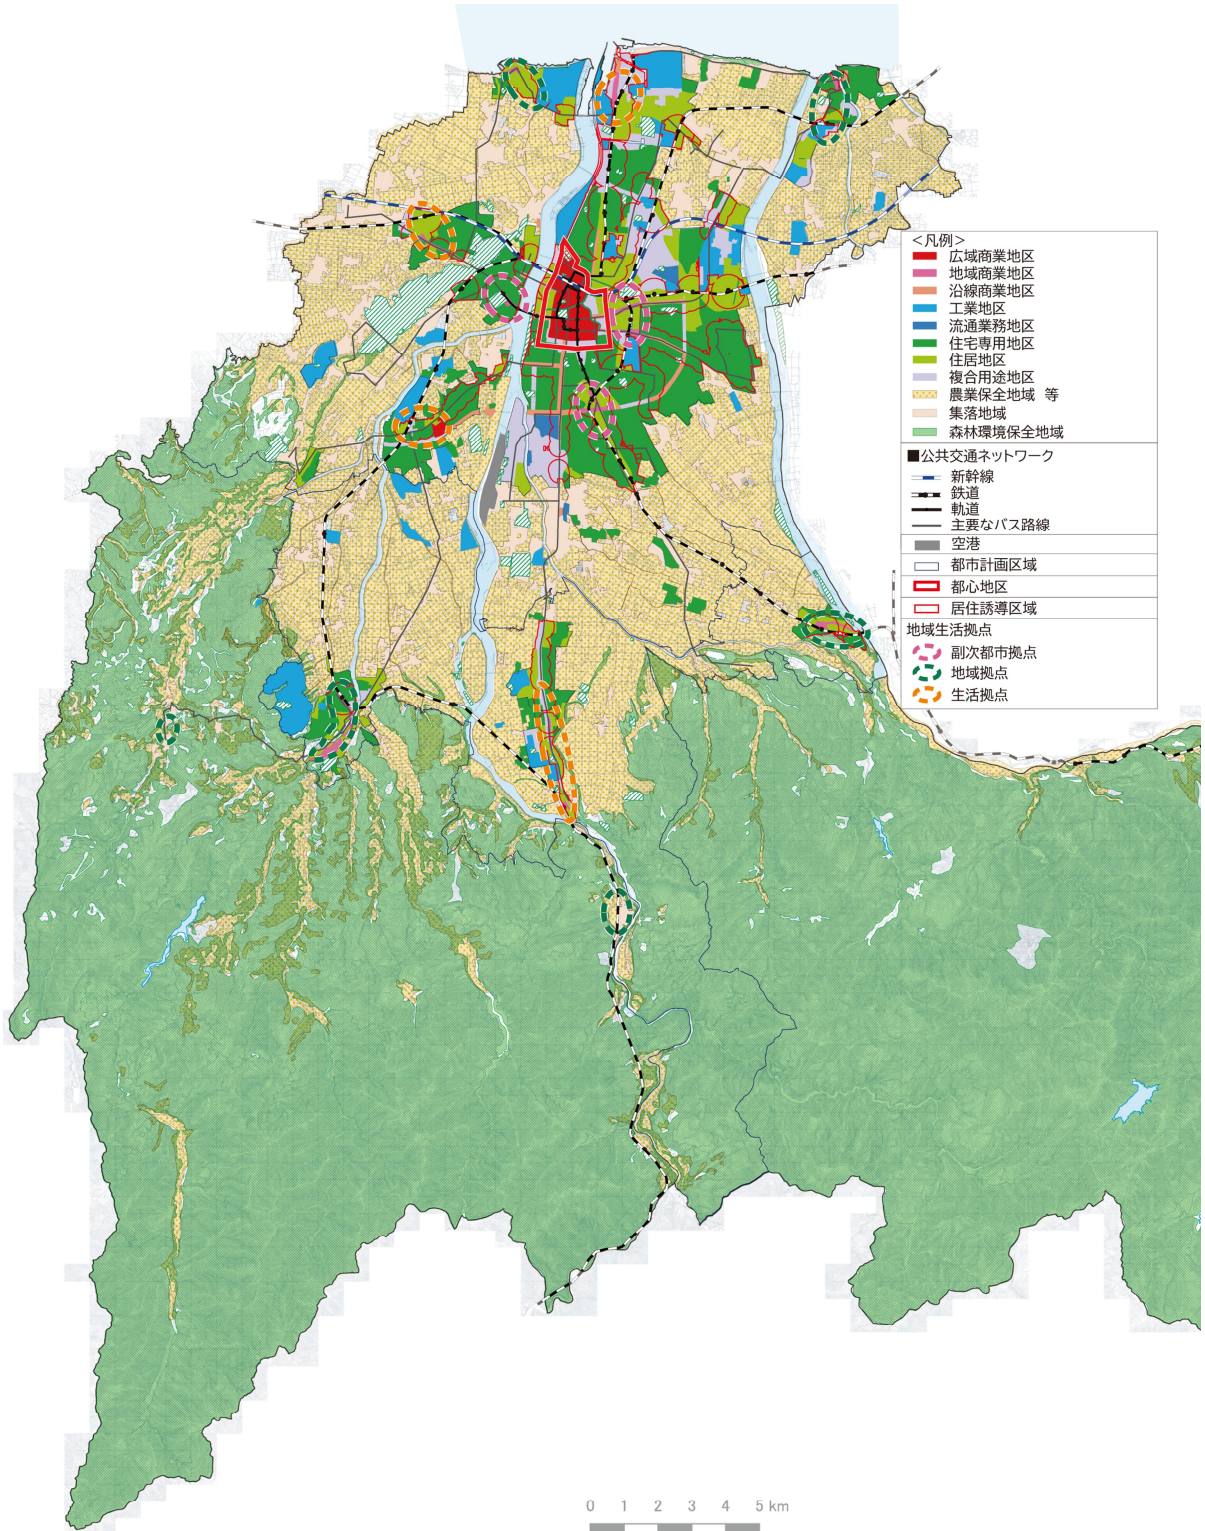 <凡例>
広域商業地区
地域商業地区
沿線商業地区
工業地区
流通業務地区
住宅専用地区
住居地区
複合用途地区
農業保全地域 等
集落地域
森林環境保全地域
■公共交通ネットワーク
新幹線
鉄道
軌道
主要なバス路線
空港
都市計画区域
都心地区
居住誘導区域
地域生活拠点
副次都市拠点
地域拠点
生活拠点
0 1 2 3 4 5 km